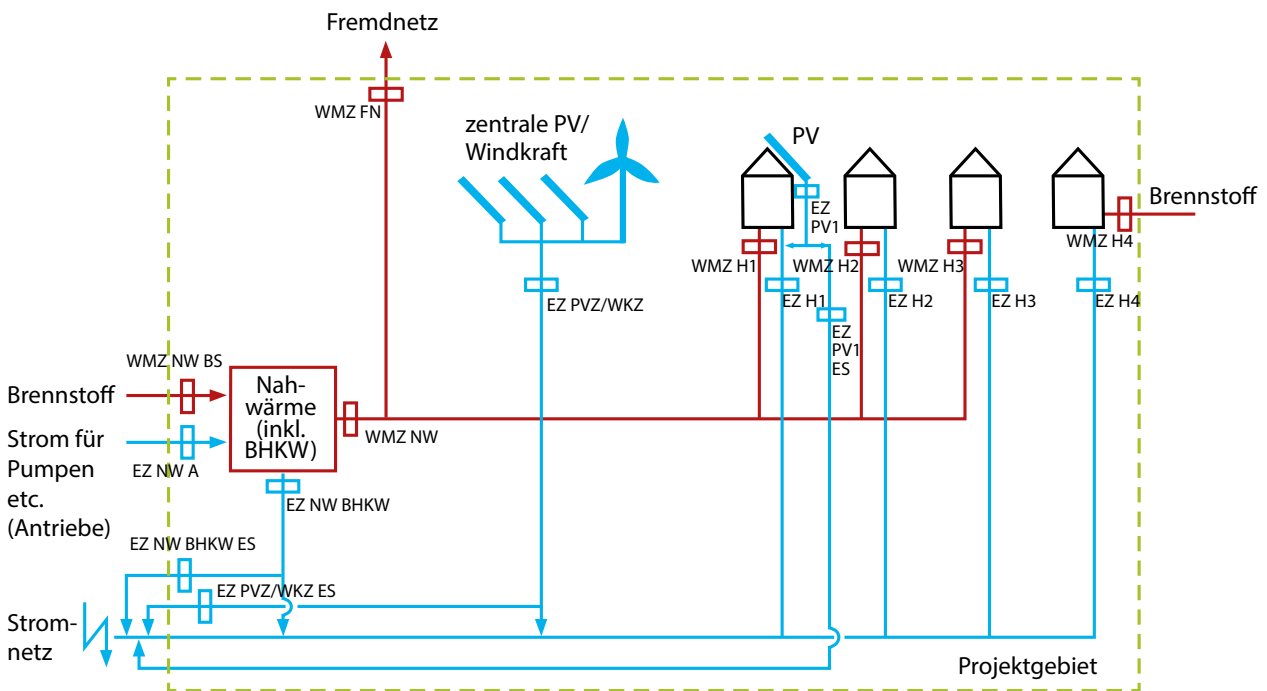 Fremdnetz
WMZ FN
zentrale PV/
Windkraft
PV
Brennstoff
EZ
PV1
WMZ H1
WMZ H2
WMZ H3
WMZ H4
EZ PVZ/WKZ
EZ H1
EZ H2
EZ H3
EZ H4
EZ
PV1
ES
WMZ NW BS
Brennstoff
Nah-
wärme
(inkl.
BHKW)
WMZ NW
Strom für
Pumpen
etc.
(Antriebe)
EZ NW A
EZ NW BHKW
EZ NW BHKW ES
EZ PVZ/WKZ ES
Strom-
netz
Projektgebiet